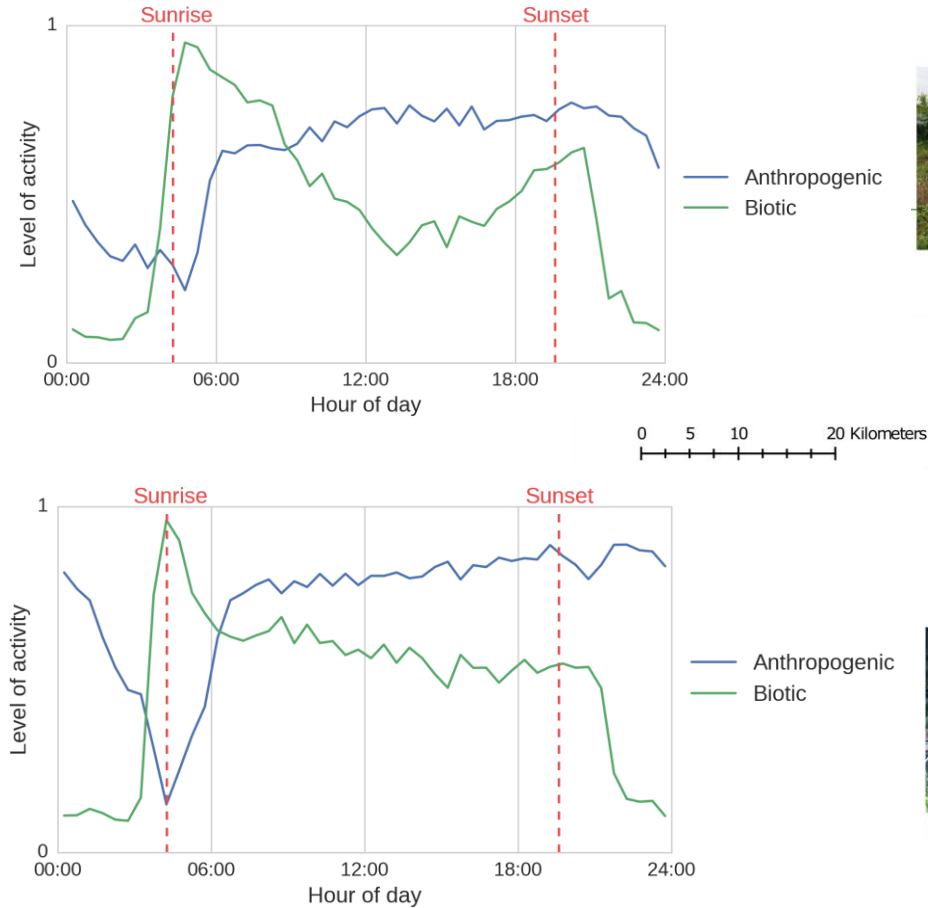 Sunrise Sunset
1
Level of activity
Anthropogenic
Biotic
0
00:00 06:00 12:00 18:00 24:00
Hour of day
0 5 10 20 Kilometers
Sunrise Sunset
1
Level of activity
Anthropogenic
Biotic
0
00:00 06:00 12:00 18:00 24:00
Hour of day